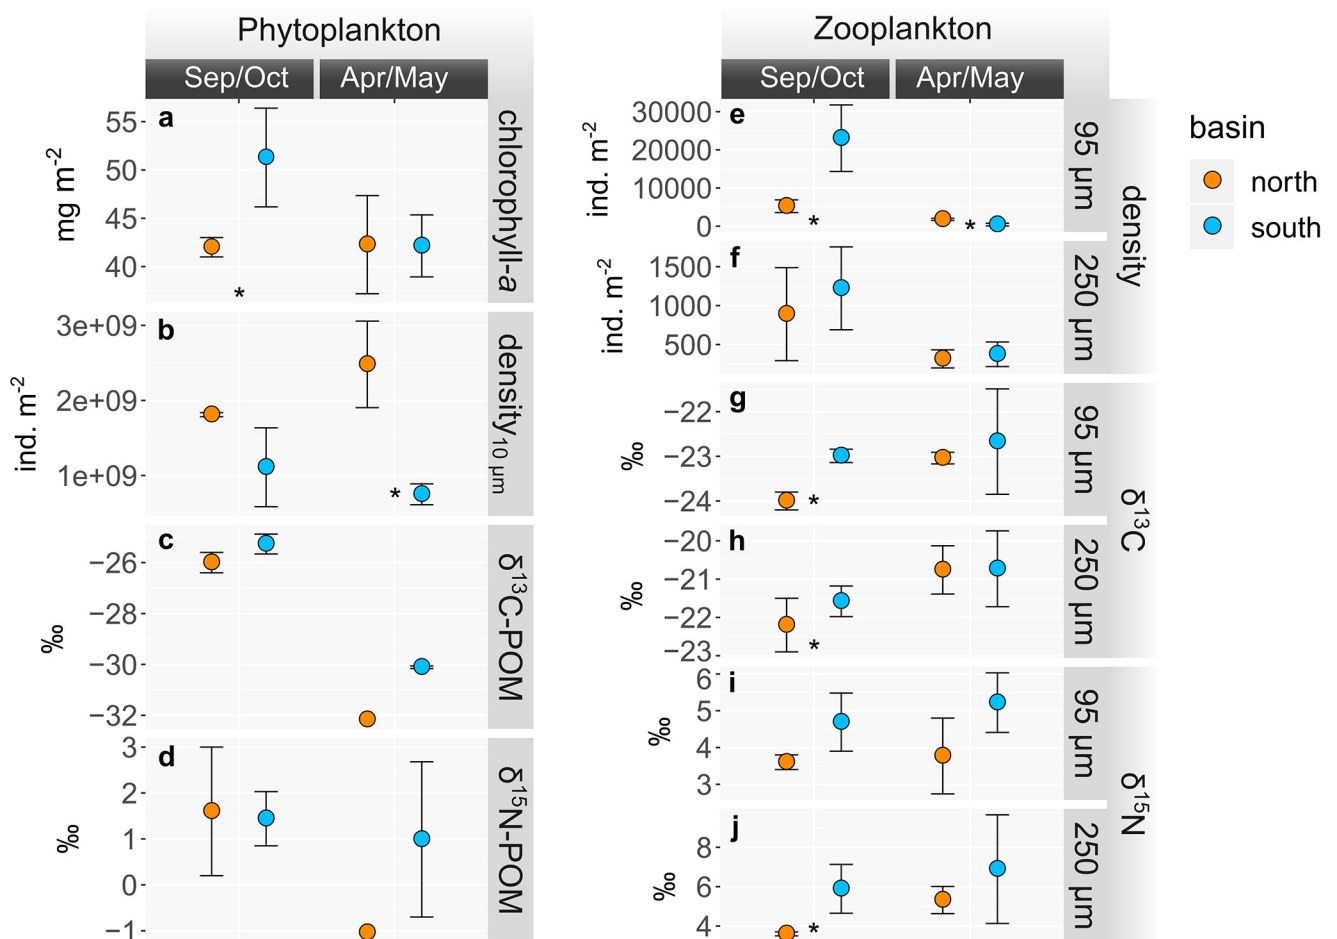 Phytoplankton
Sep/Oct Apr/May
a
55
50
45
40
mg m⁻²
*
chlorophyll-a
b
3e+09
2e+09
1e+09
ind. m⁻²
*
density₁₀ μm
c
−26
−28
−30
−32
‰
δ¹³C-POM
d
3
2
1
0
−1
‰
δ¹⁵N-POM
Zooplankton
Sep/Oct Apr/May
e
30000
20000
10000
0
ind. m⁻²
* *
95 μm
f
1500
1000
500
ind. m⁻²
250 μm
density
g
−22
−23
−24
‰
*
95 μm
h
−20
−21
−22
−23
‰
*
250 μm
δ¹³C
i
6
5
4
3
‰
95 μm
j
8
6
4
‰
*
250 μm
δ¹⁵N
basin
north
south